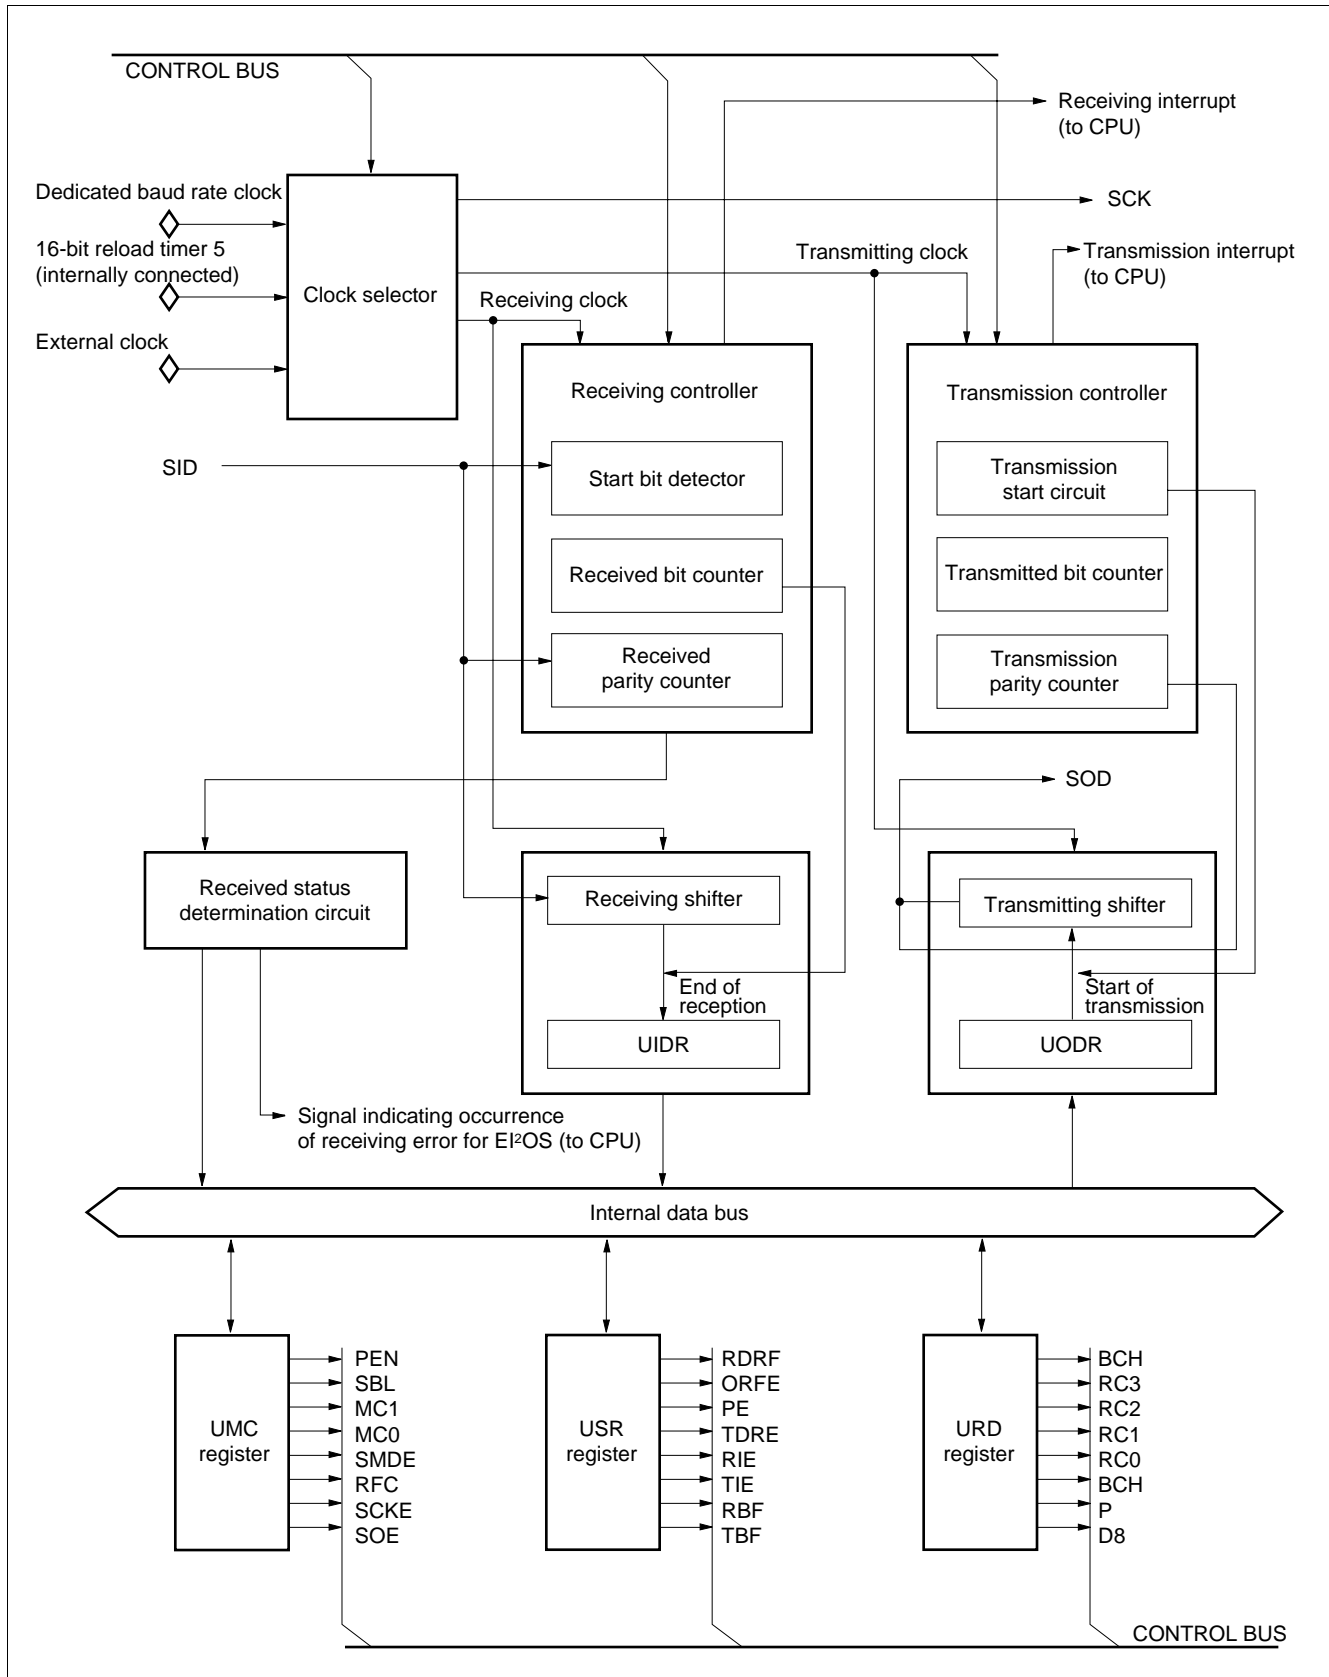 CONTROL BUS
Receiving interrupt
(to CPU)
Dedicated baud rate clock
SCK
16-bit reload timer 5
(internally connected)
Transmitting clock
Transmission interrupt
(to CPU)
Clock selector
Receiving clock
External clock
Receiving controller
Transmission controller
SID
Start bit detector
Transmission
start circuit
Received bit counter
Transmitted bit counter
Received
parity counter
Transmission
parity counter
SOD
Received status
determination circuit
Receiving shifter
Transmitting shifter
End of
reception
Start of
transmission
UIDR
UODR
Signal indicating occurrence
of receiving error for EI²OS (to CPU)
Internal data bus
UMC
register
PEN
SBL
MC1
MC0
SMDE
RFC
SCKE
SOE
USR
register
RDRF
ORFE
PE
TDRE
RIE
TIE
RBF
TBF
URD
register
BCH
RC3
RC2
RC1
RC0
BCH
P
D8
CONTROL BUS